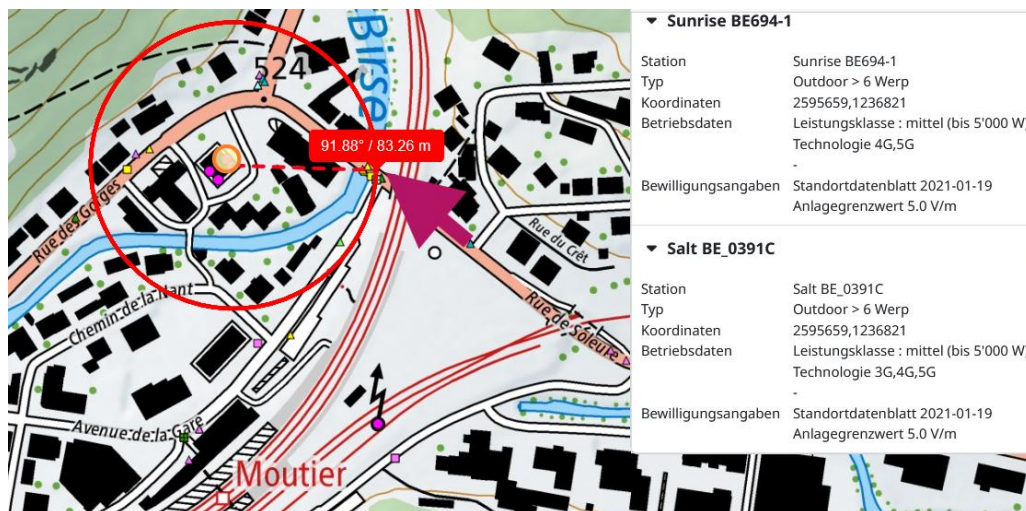 Birse
524
91.88° / 83.26 m
Rue des Gorges
Rue du Crêt
Chemin de la Nant
Rue de Soleure
Avenue de la Gare
Moutier
Sunrise BE694-1
Station Sunrise BE694-1
Typ Outdoor > 6 Werp
Koordinaten 2595659,1236821
Betriebsdaten Leistungsklasse : mittel (bis 5'000 W)
Technologie 4G,5G
-
Bewilligungsangaben Standortdatenblatt 2021-01-19
Anlagegrenzwert 5.0 V/m
Salt BE_0391C
Station Salt BE_0391C
Typ Outdoor > 6 Werp
Koordinaten 2595659,1236821
Betriebsdaten Leistungsklasse : mittel (bis 5'000 W)
Technologie 3G,4G,5G
-
Bewilligungsangaben Standortdatenblatt 2021-01-19
Anlagegrenzwert 5.0 V/m